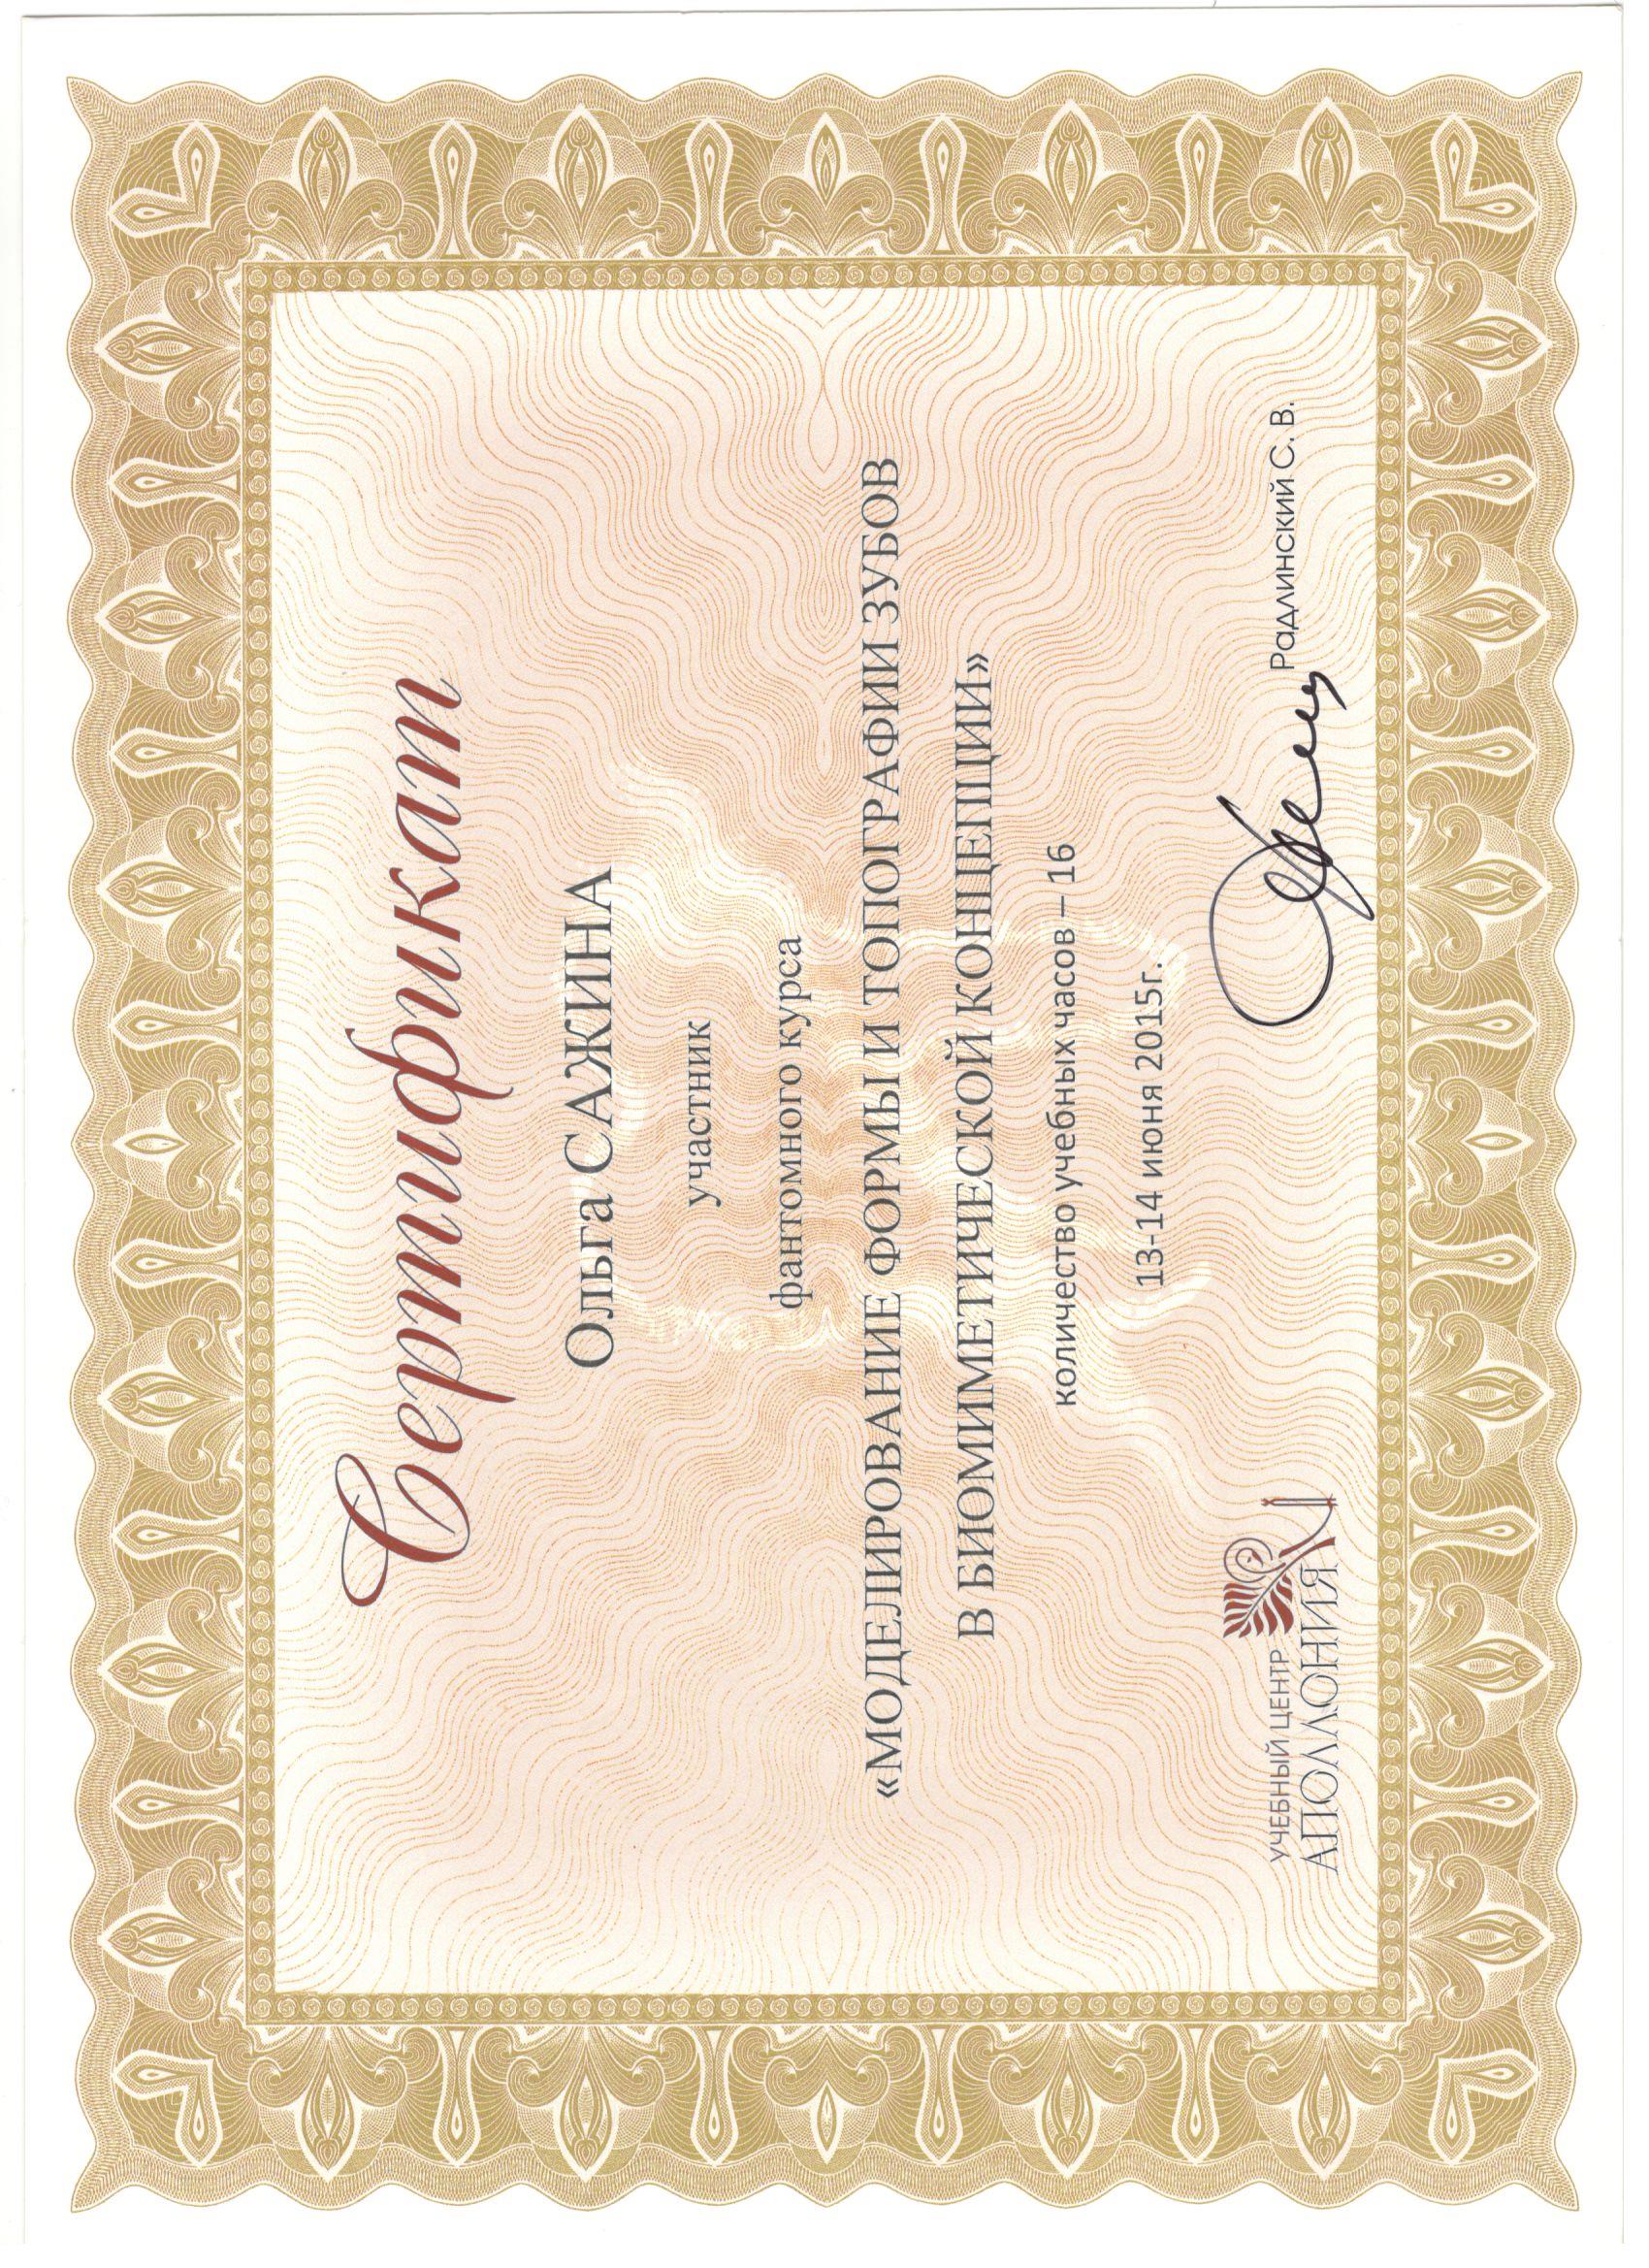 Сертификат
Ольга САЖИНА
участник
фантомного курса
«МОДЕЛИРОВАНИЕ ФОРМЫ И ТОПОГРАФИИ ЗУБОВ
В БИОМИМЕТИЧЕСКОЙ КОНЦЕПЦИИ»
количество учебных часов – 16
13-14 июня 2015г.
УЧЕБНЫЙ ЦЕНТР
АПОЛЛОНИЯ
Радлинский С. В.